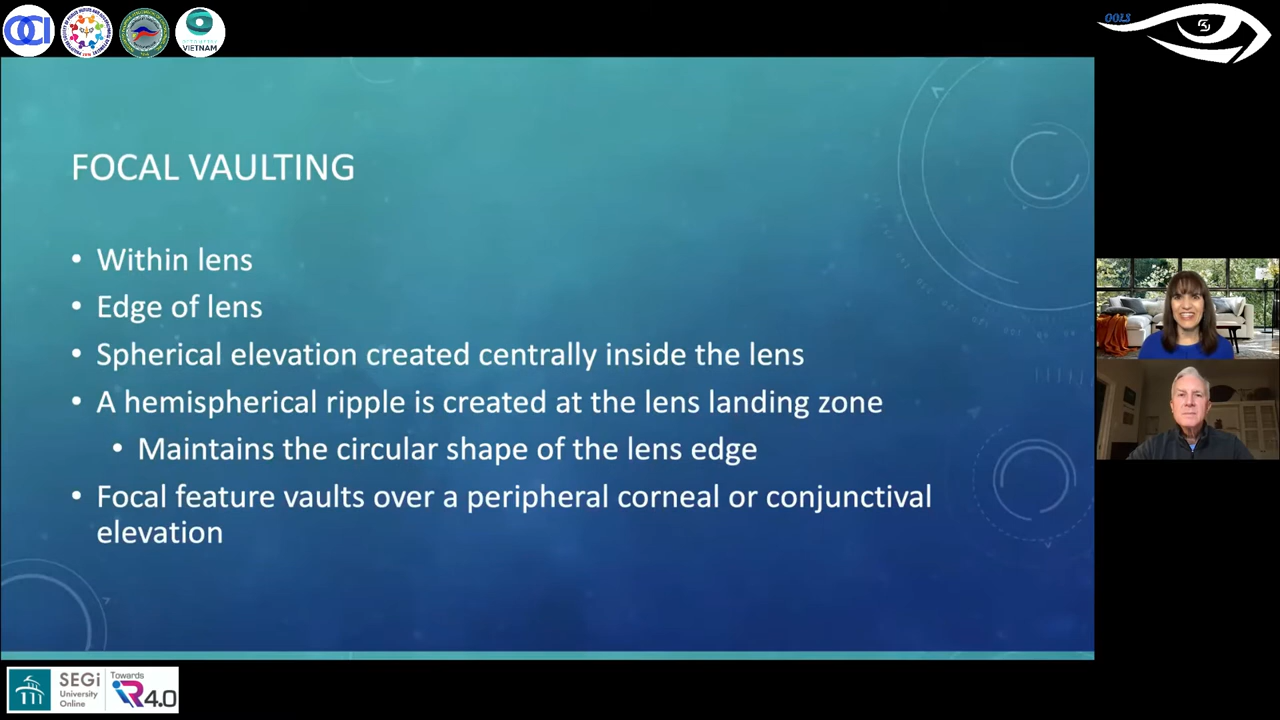 OCI
VIETNAM
OOLS
FOCAL VAULTING
• Within lens
• Edge of lens
• Spherical elevation created centrally inside the lens
• A hemispherical ripple is created at the lens landing zone
• Maintains the circular shape of the lens edge
• Focal feature vaults over a peripheral corneal or conjunctival
elevation
SEGi
University
Online
Towards
iR4.0